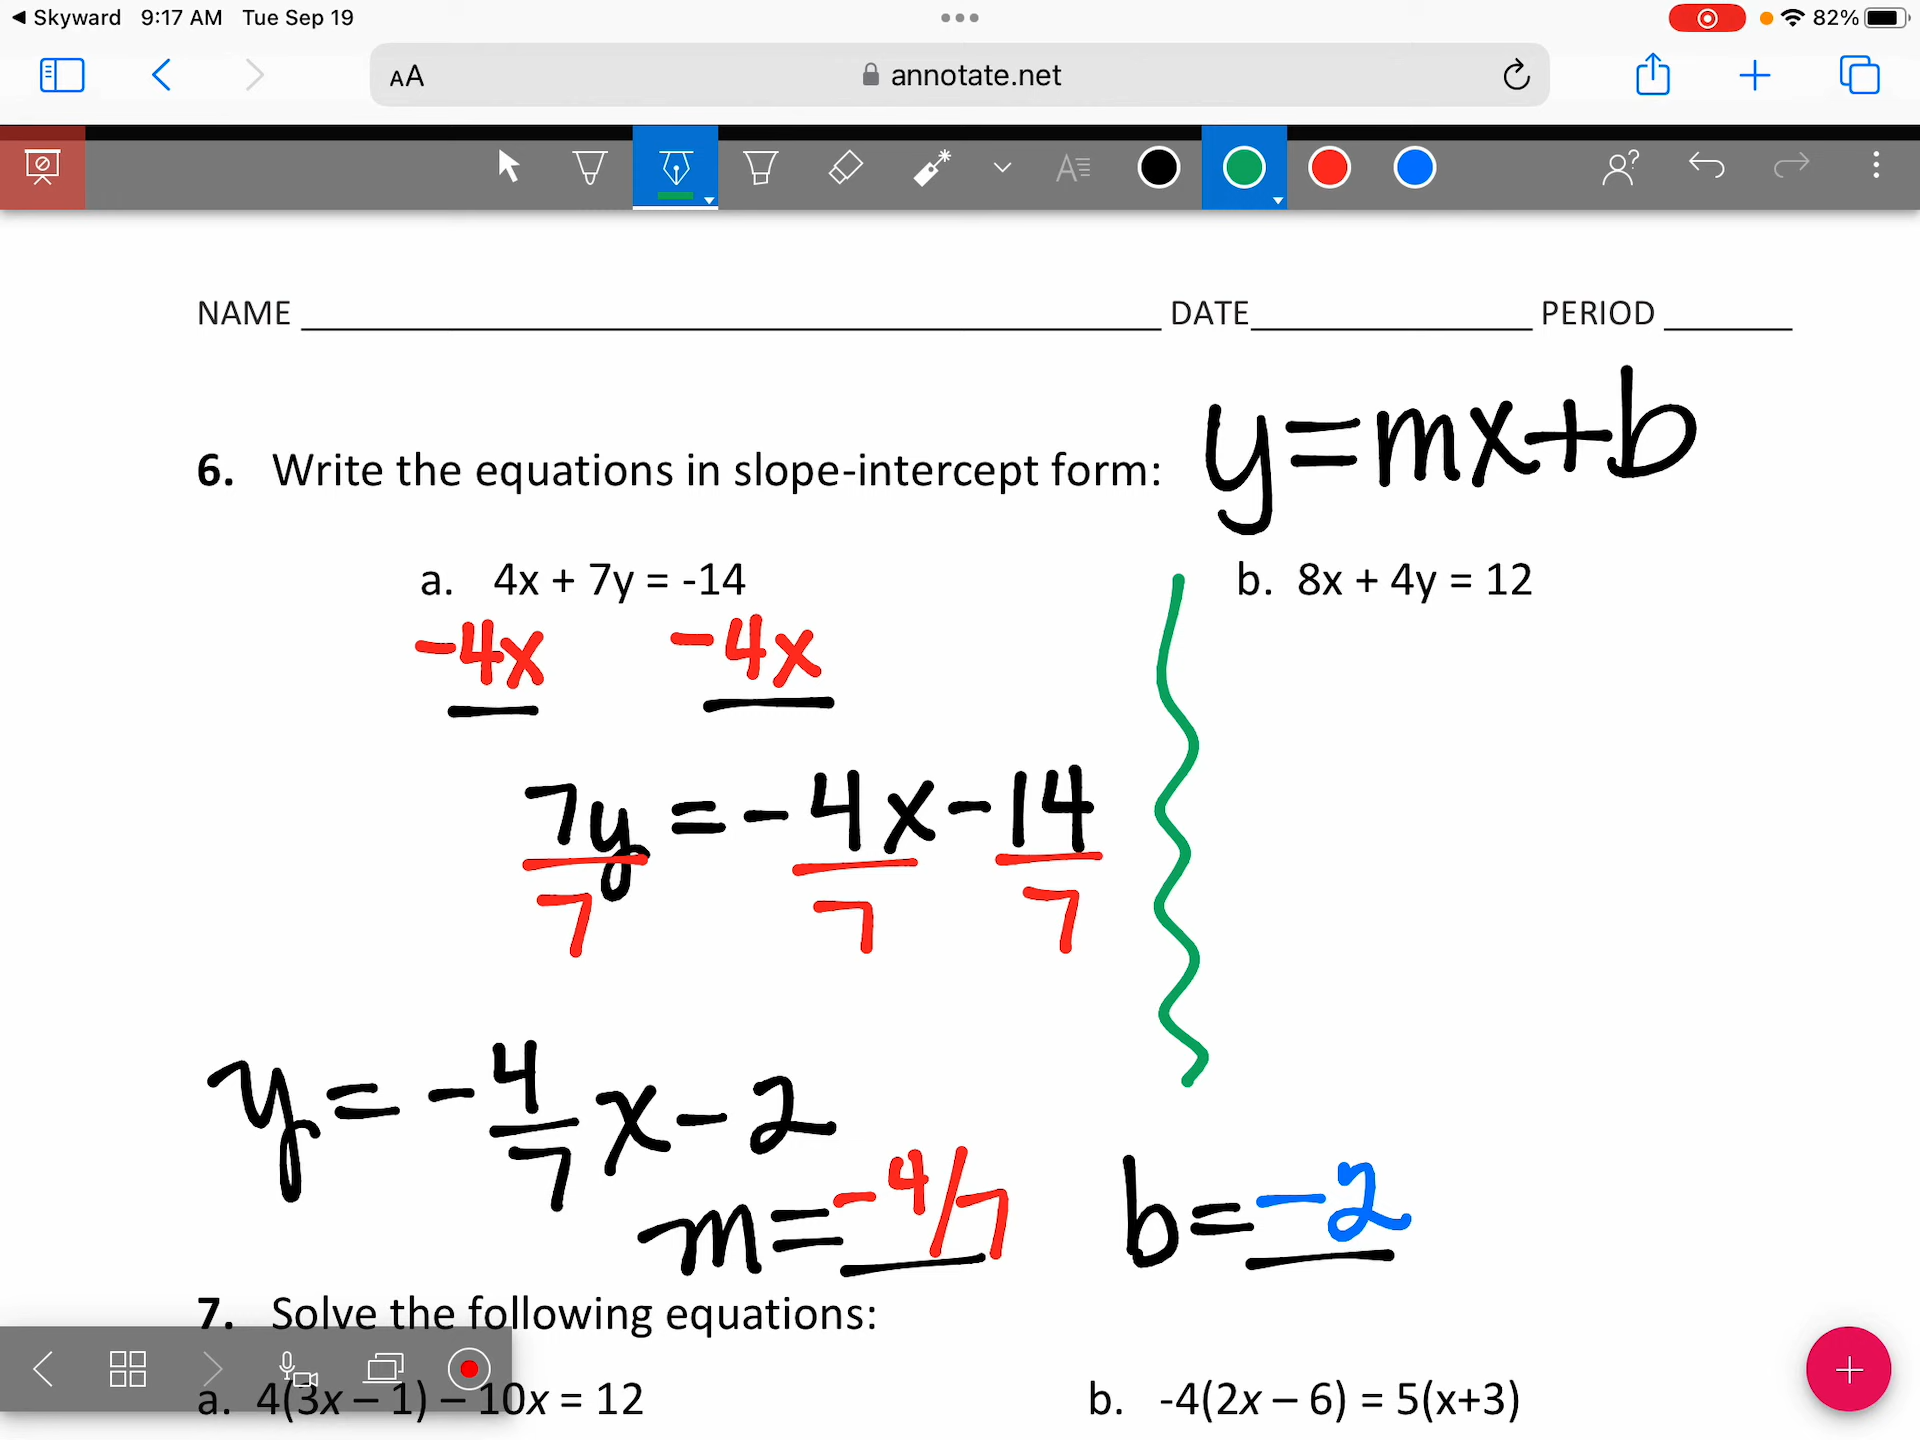 ◀ Skyward 9:17 AM Tue Sep 19 82%
AA annotate.net
NAME DATE PERIOD
y=mx+b
6. Write the equations in slope-intercept form:
a. 4x + 7y = -14 b. 8x + 4y = 12
-4x -4x
7y = -4x-14
7 7 7
y = -4/7 x - 2
m = -4/7 b = -2
7. Solve the following equations:
a. 4(3x – 1) – 10x = 12 b. -4(2x – 6) = 5(x+3)